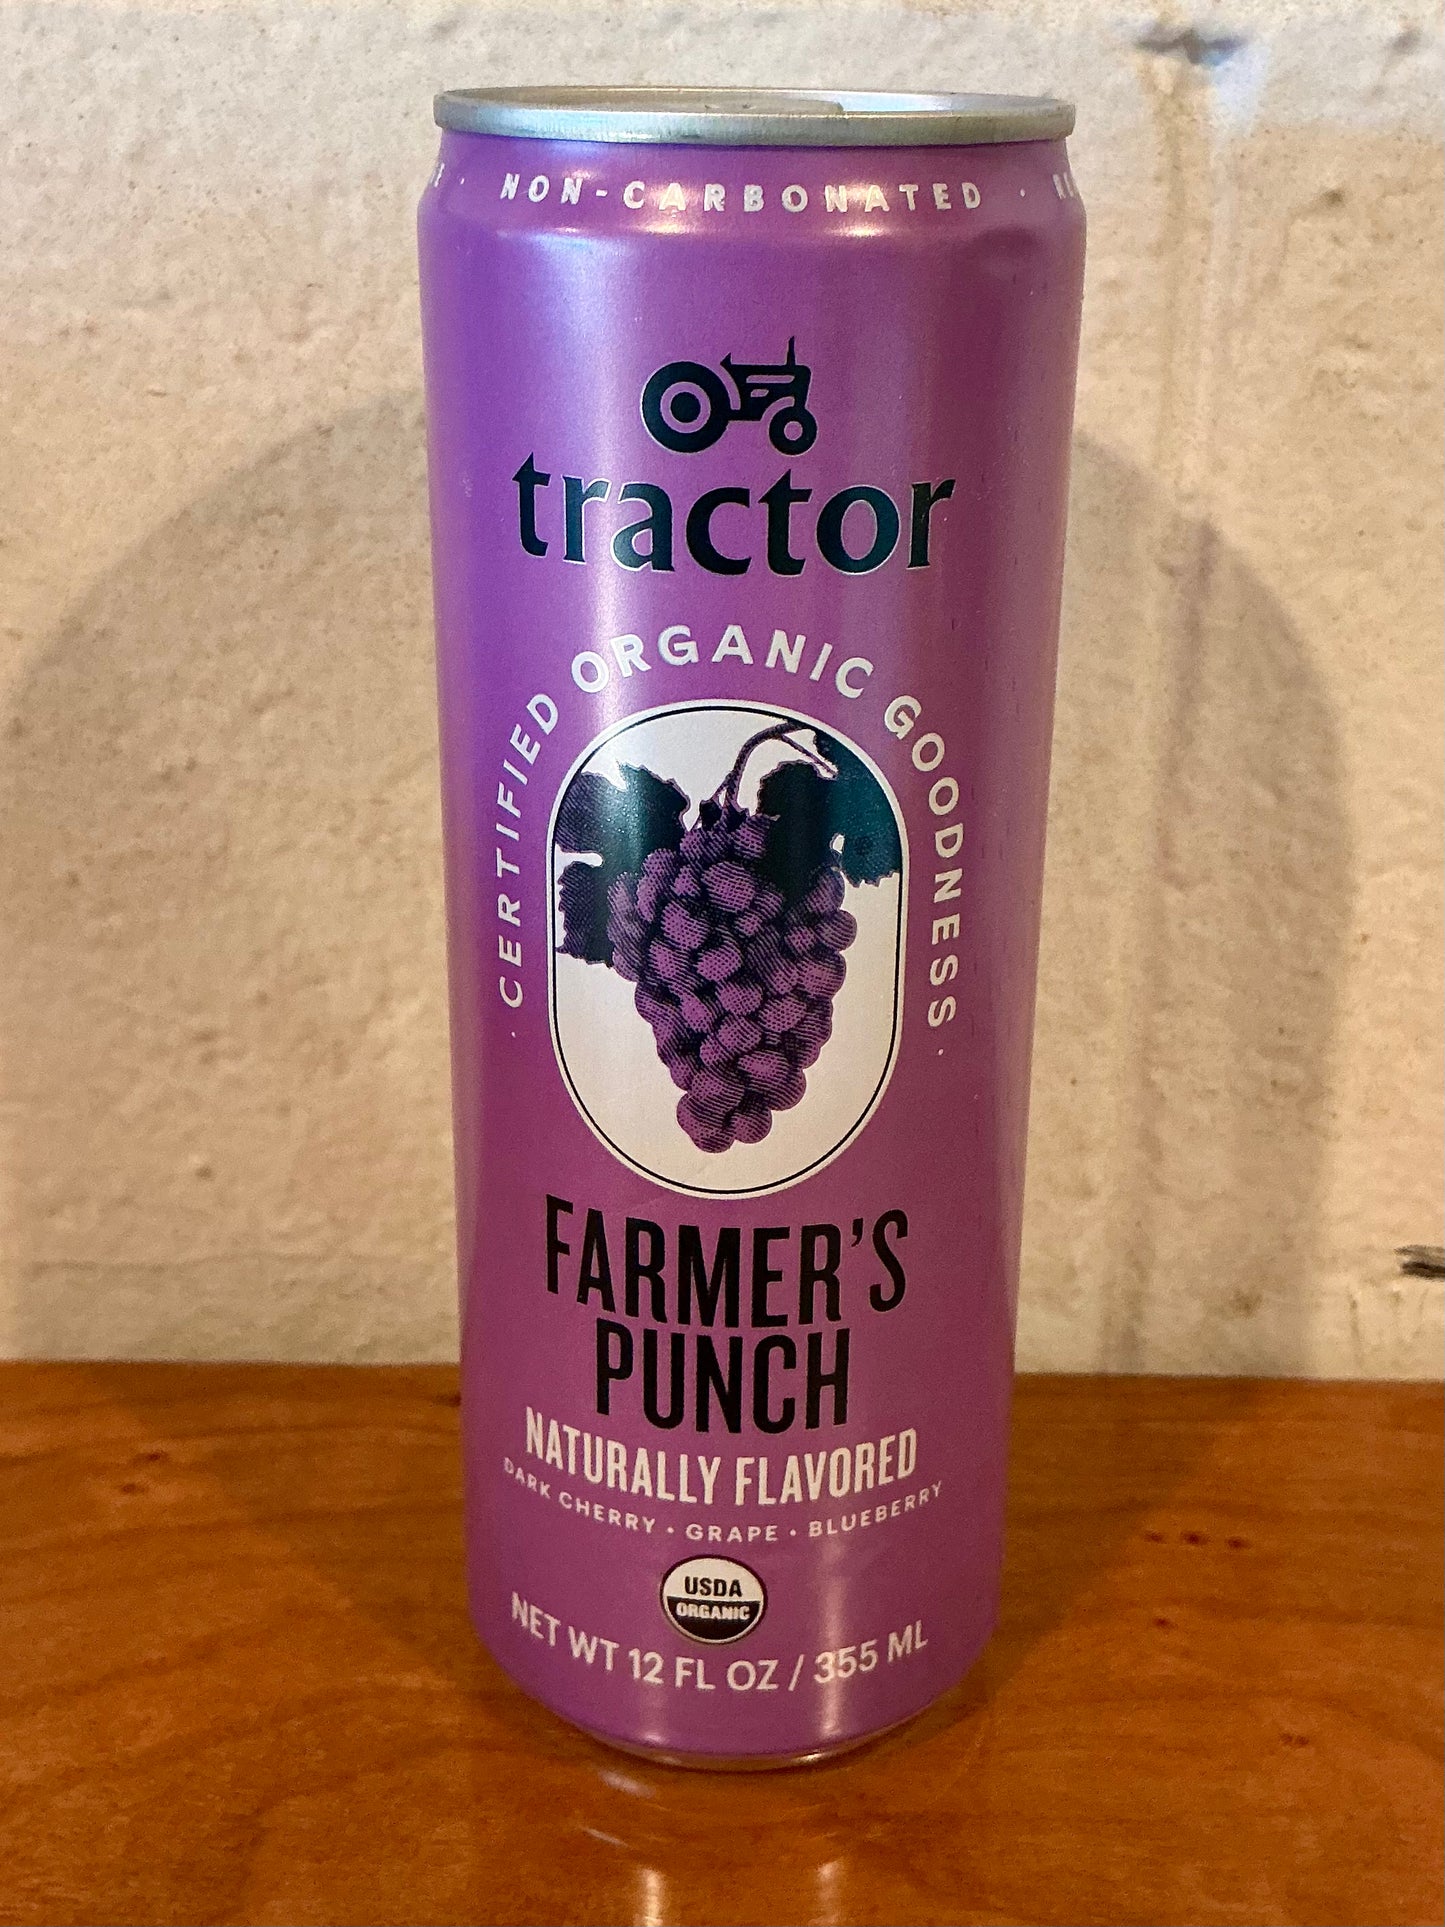 NON-CARBONATED
tractor
· CERTIFIED ORGANIC GOODNESS ·
FARMER'S
PUNCH
NATURALLY FLAVORED
DARK CHERRY • GRAPE • BLUEBERRY
USDA
ORGANIC
NET WT 12 FL OZ / 355 ML